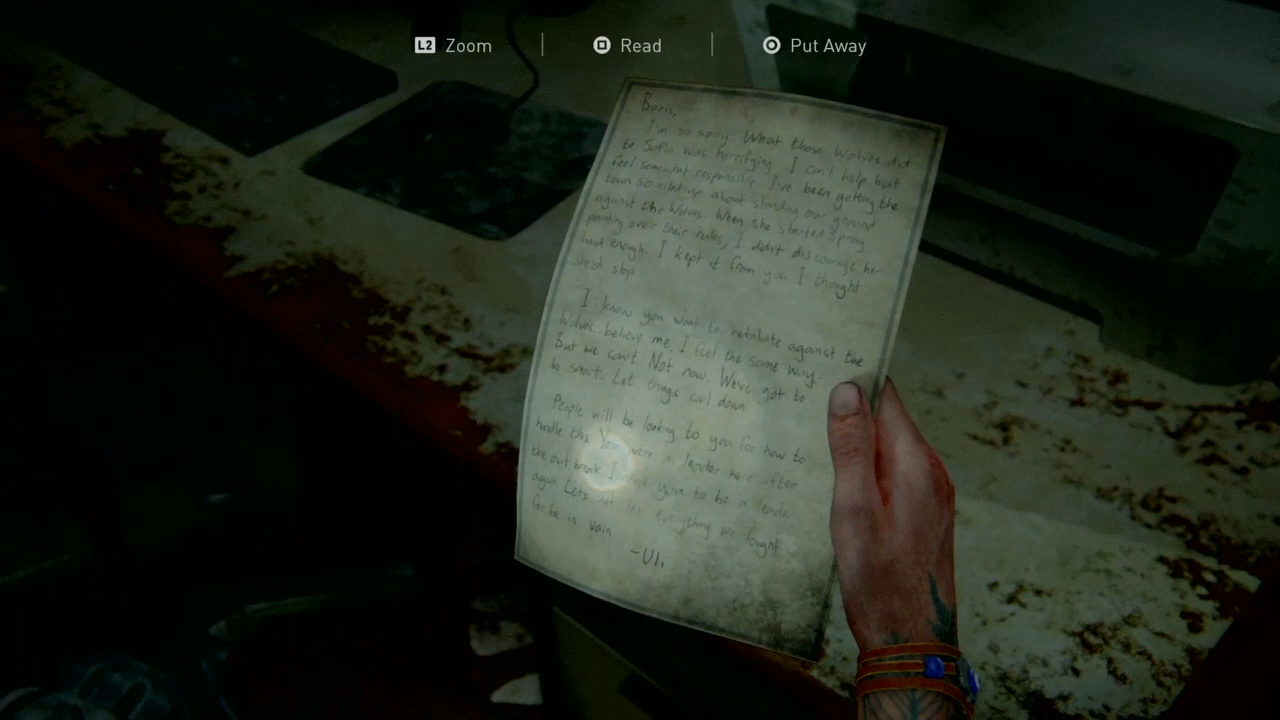 L2 Zoom
Read
Put Away
Boris,
I'm so sorry. What those Wolves did
to Sofia was horrifying. I can't help but
feel somewhat responsible. I've been getting the
town so riled up about standing our ground
against the Wolves. When she started spray
painting over their rules, I didn't discourage her
hard enough. I kept it from you. I thought
she'd stop
I know you want to retaliate against the
Wolves. believe me, I feel the same way.
But we can't. Not now. We've got to
be smart. Let things cool down
People will be looking to you for how to
handle this. You were a leader here after
the out break. I you to be a leader
again. Let's not let everything we fought
for be in vain